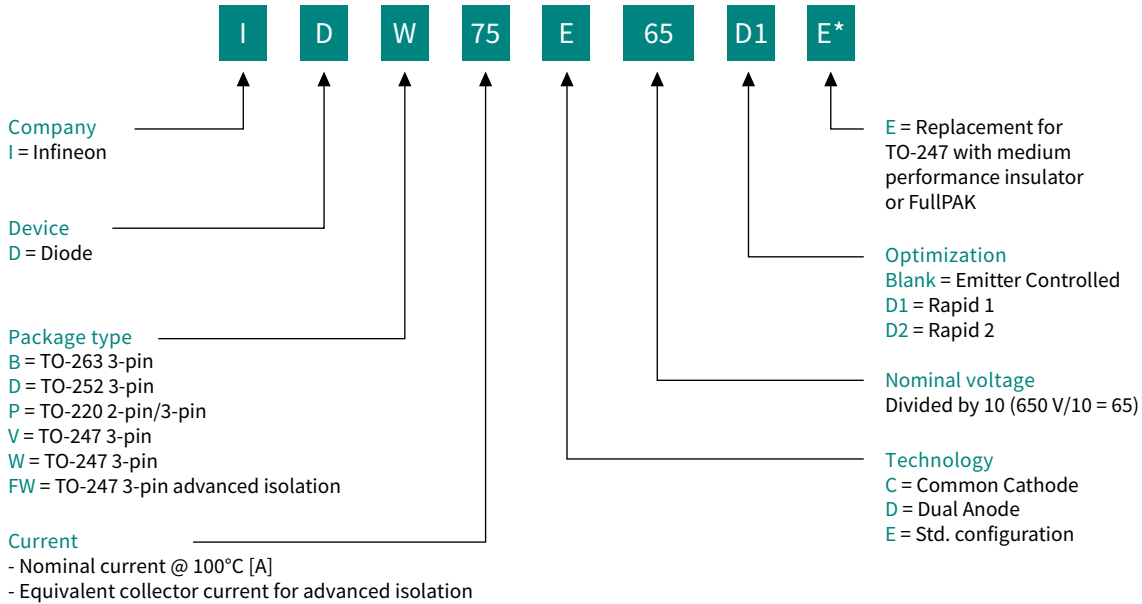 I D W 75 E 65 D1 E*
Company
I = Infineon
Device
D = Diode
Package type
B = TO-263 3-pin
D = TO-252 3-pin
P = TO-220 2-pin/3-pin
V = TO-247 3-pin
W = TO-247 3-pin
FW = TO-247 3-pin advanced isolation
Current
- Nominal current @ 100°C [A]
- Equivalent collector current for advanced isolation
E = Replacement for
TO-247 with medium
performance insulator
or FullPAK
Optimization
Blank = Emitter Controlled
D1 = Rapid 1
D2 = Rapid 2
Nominal voltage
Divided by 10 (650 V/10 = 65)
Technology
C = Common Cathode
D = Dual Anode
E = Std. configuration